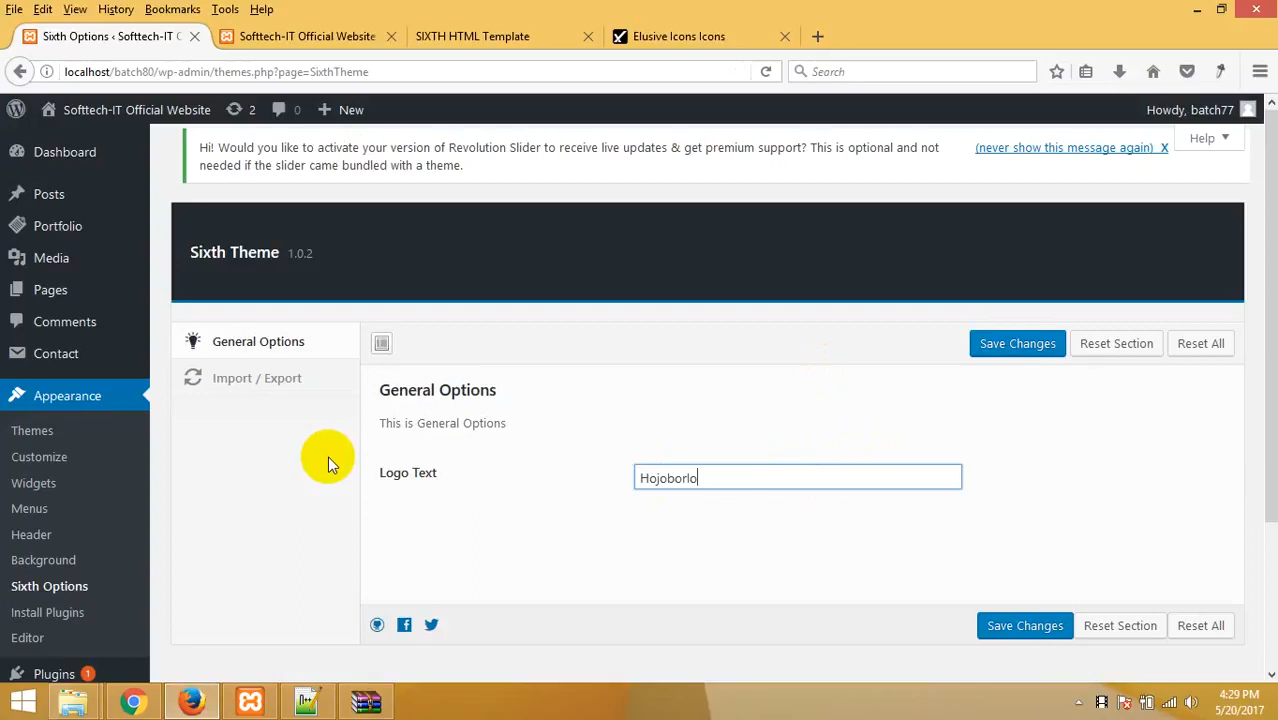 File Edit View History Bookmarks Tools Help
Sixth Options ‹ Softtech-IT O
Softtech-IT Official Website
SIXTH HTML Template
Elusive Icons Icons
localhost/batch80/wp-admin/themes.php?page=SixthTheme
Search
Softtech-IT Official Website 2 0 New
Howdy, batch77
Help
Hi! Would you like to activate your version of Revolution Slider to receive live updates & get premium support? This is optional and not
needed if the slider came bundled with a theme.
(never show this message again) X
Dashboard
Posts
Portfolio
Media
Pages
Comments
Contact
Appearance
Themes
Customize
Widgets
Menus
Header
Background
Sixth Options
Install Plugins
Editor
Plugins 1
Sixth Theme 1.0.2
General Options
Import / Export
Save Changes Reset Section Reset All
General Options
This is General Options
Logo Text
Hojoborlo
Save Changes Reset Section Reset All
4:29 PM
5/20/2017